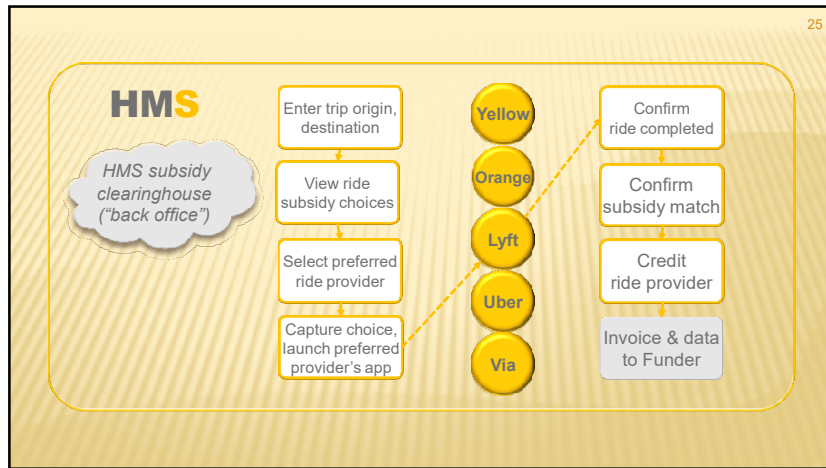 25
HMS
HMS subsidy
clearinghouse
(“back office”)
Enter trip origin,
destination
View ride
subsidy choices
Select preferred
ride provider
Capture choice,
launch preferred
provider’s app
Yellow
Orange
Lyft
Uber
Via
Confirm
ride completed
Confirm
subsidy match
Credit
ride provider
Invoice & data
to Funder